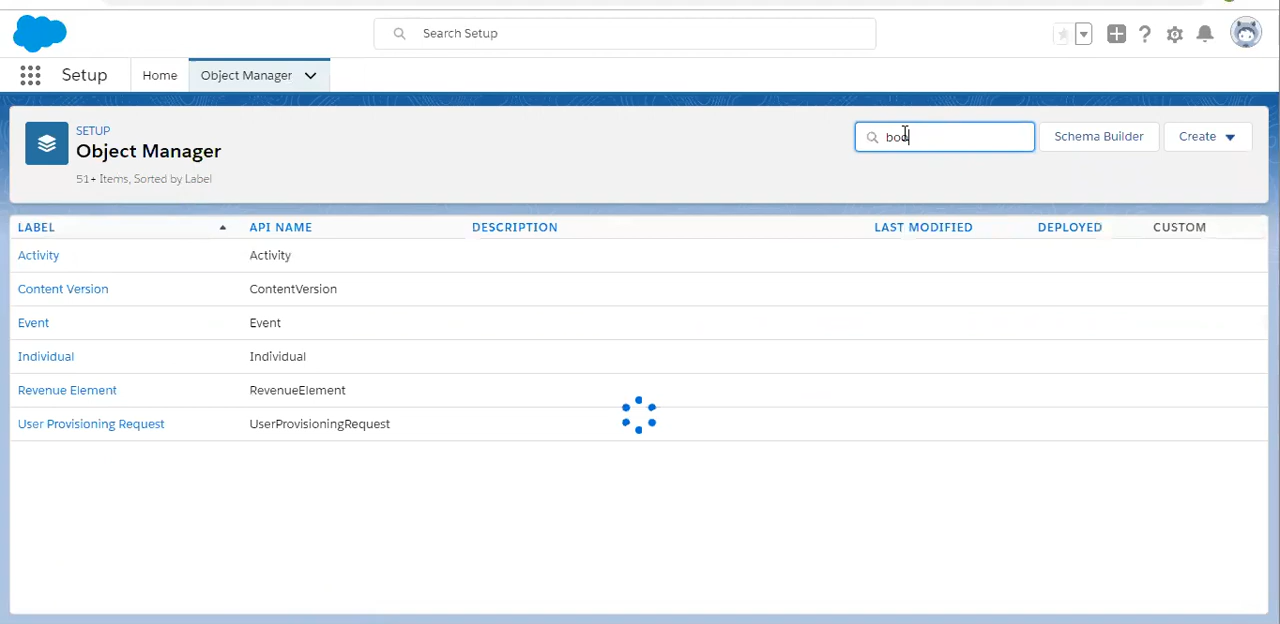 Search Setup
Setup
Home
Object Manager
SETUP
Object Manager
51+ Items, Sorted by Label
Schema Builder
Create
LABEL API NAME DESCRIPTION LAST MODIFIED DEPLOYED CUSTOM
Activity Activity
Content Version ContentVersion
Event Event
Individual Individual
Revenue Element RevenueElement
User Provisioning Request UserProvisioningRequest